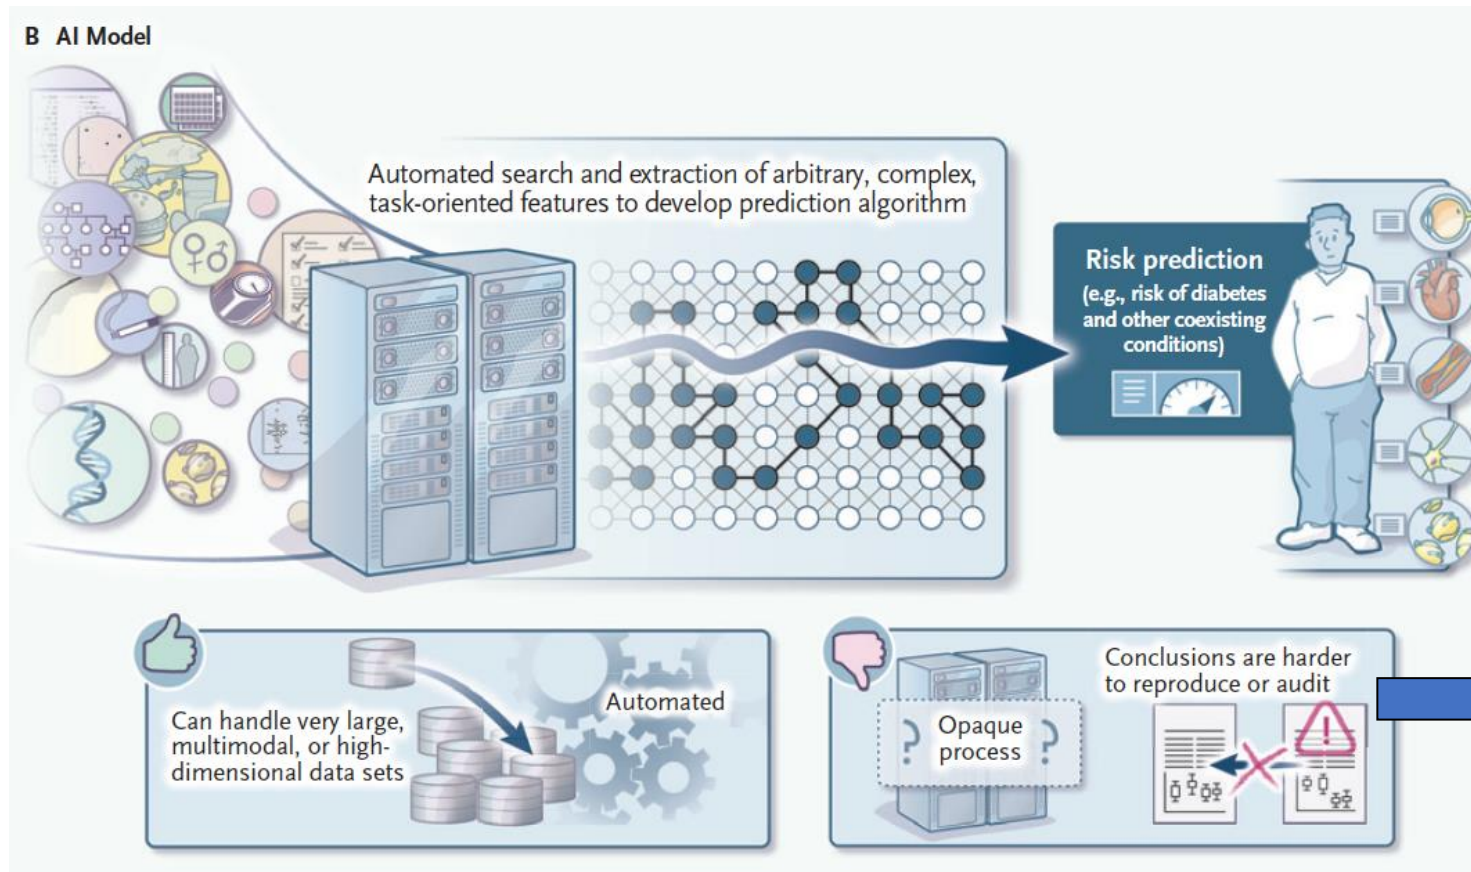 B AI Model
Automated search and extraction of arbitrary, complex,
task-oriented features to develop prediction algorithm
Risk prediction
(e.g., risk of diabetes
and other coexisting
conditions)
Can handle very large,
multimodal, or high-
dimensional data sets
Automated
Opaque
process
? ?
Conclusions are harder
to reproduce or audit